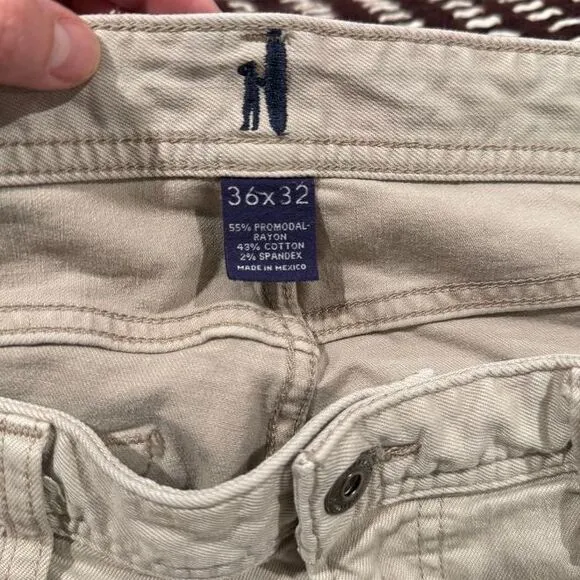 36x32
55% PROMODAL-
RAYON
43% COTTON
2% SPANDEX
MADE IN MEXICO